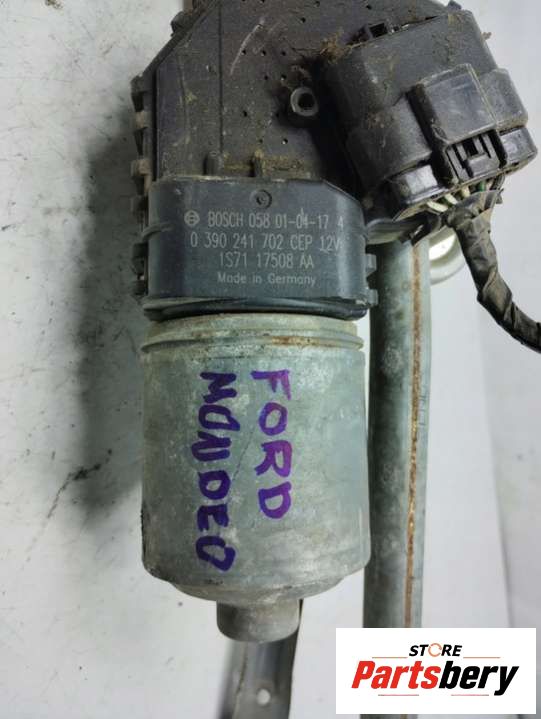 BOSCH 058 01-04-17 4
0 390 241 702 CEP 12V
1S71 17508 AA
Made in Germany
FORD
MONDEO
STORE
Partsbery